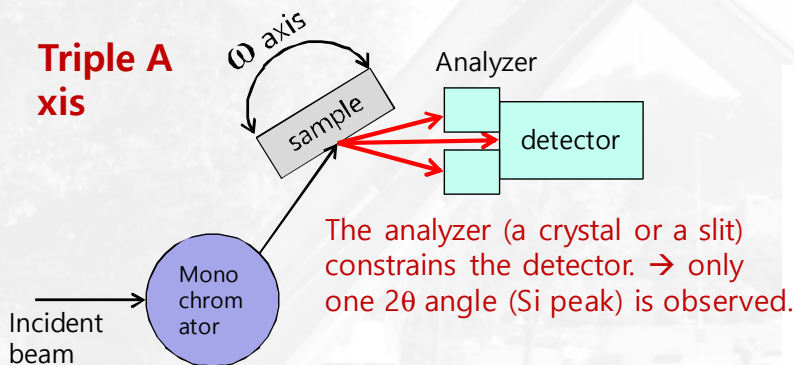 Triple A
xis
ω axis
sample
Analyzer
detector
Mono
chrom
ator
Incident
beam
The analyzer (a crystal or a slit)
constrains the detector. → only
one 2θ angle (Si peak) is observed.